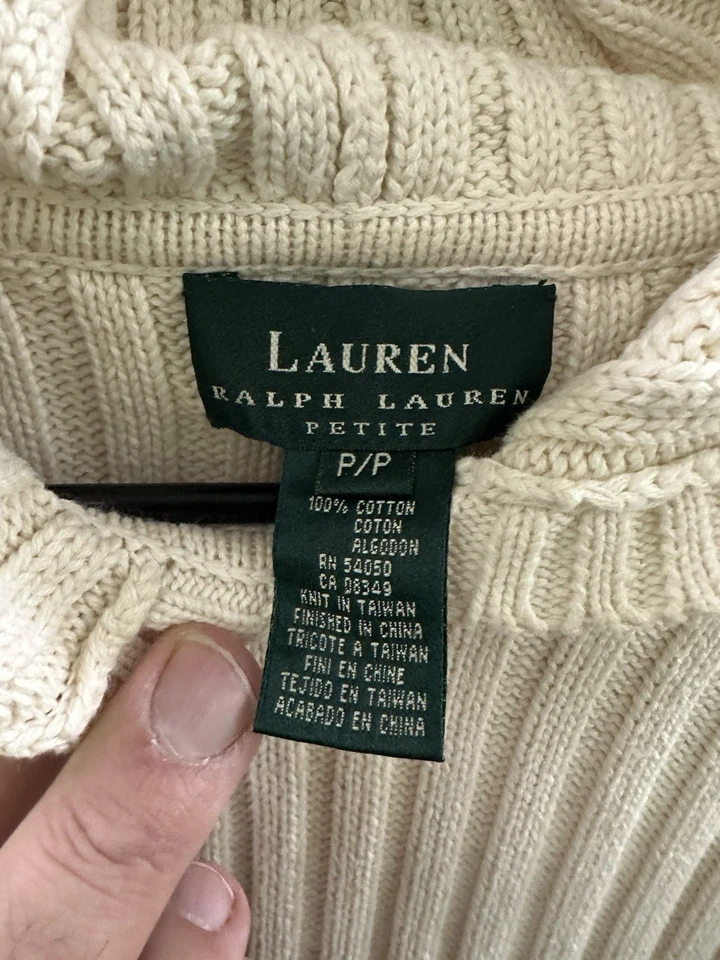 LAUREN
RALPH LAUREN
PETITE
P/P
100% COTTON
COTON
ALGODON
RN 54050
CA 08349
KNIT IN TAIWAN
FINISHED IN CHINA
TRICOTE A TAIWAN
FINI EN CHINE
TEJIDO EN TAIWAN
ACABADO EN CHINA